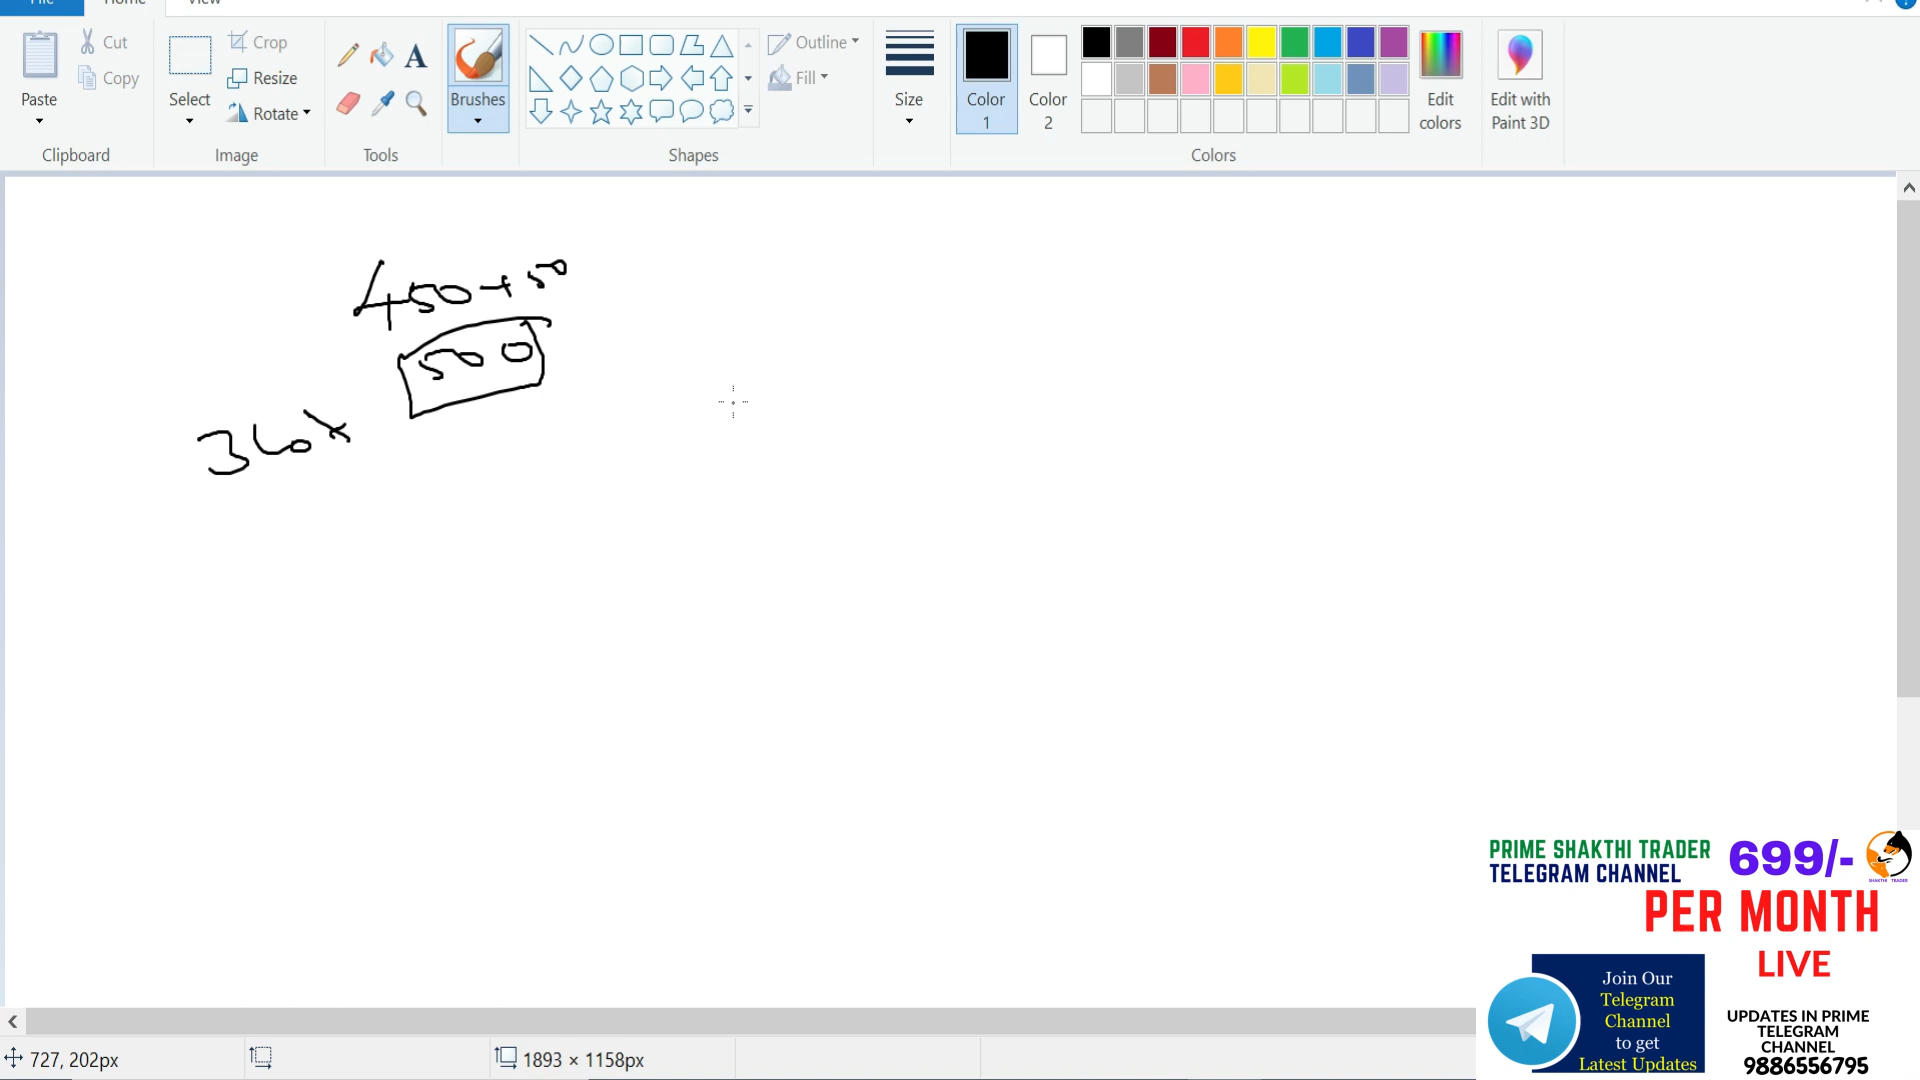 File Home View
Paste
Cut
Copy
Clipboard
Select
Crop
Resize
Rotate
Image
Tools
Brushes
Shapes
Outline
Fill
Size
Color 1
Color 2
Colors
Edit colors
Edit with Paint 3D
450+50
500
PRIME SHAKTHI TRADER
TELEGRAM CHANNEL
699/-
SHAKTHI TRADER
PER MONTH
LIVE
Join Our
Telegram
Channel
to get
Latest Updates
UPDATES IN PRIME
TELEGRAM
CHANNEL
9886556795
727, 202px
1893 × 1158px